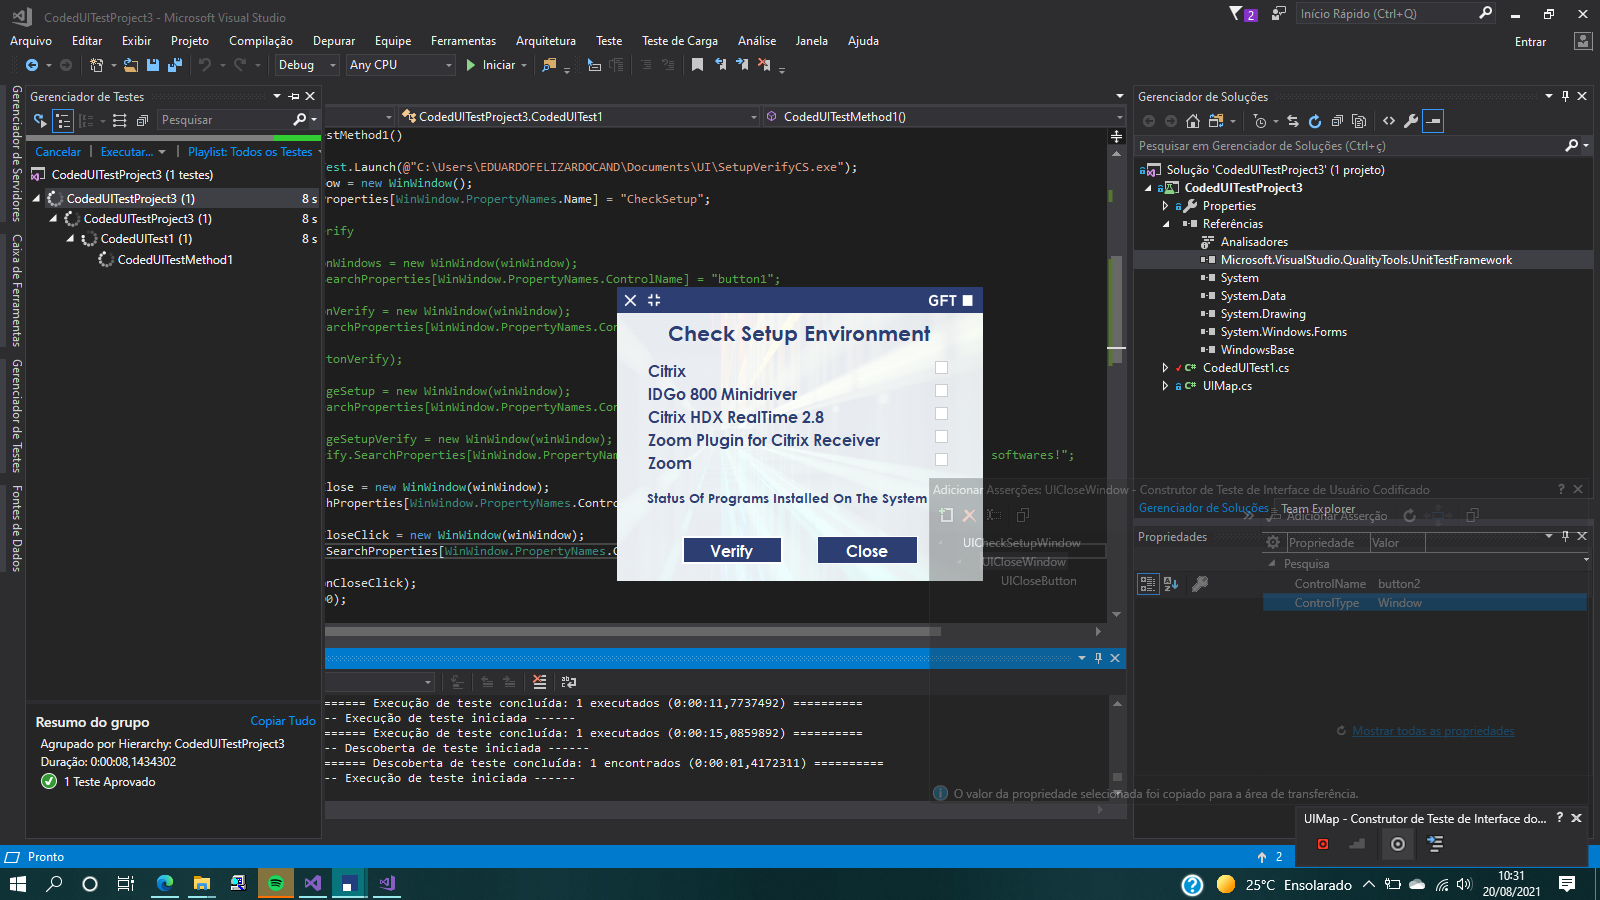 CodedUITestProject3 - Microsoft Visual Studio
2
Início Rápido (Ctrl+Q)
Arquivo Editar Exibir Projeto Compilação Depurar Equipe Ferramentas Arquitetura Teste Teste de Carga Análise Janela Ajuda
Entrar
Debug Any CPU Iniciar
Gerenciador de Servidores
Caixa de Ferramentas
Gerenciador de Testes
Fontes de Dados
Gerenciador de Testes
Pesquisar
Cancelar | Executar... | Playlist: Todos os Testes
CodedUITestProject3 (1 testes)
CodedUITestProject3 (1) 8 s
CodedUITestProject3 (1) 8 s
CodedUITest1 (1) 8 s
CodedUITestMethod1
Resumo do grupo Copiar Tudo
Agrupado por Hierarchy: CodedUITestProject3
Duração: 0:00:08,1434302
1 Teste Aprovado
CodedUITestProject3.CodedUITest1 CodedUITestMethod1()
stMethod1()
est.Launch(@"C:\Users\EDUARDOFELIZARDOCAND\Documents\UI\SetupVerifyCS.exe");
ow = new WinWindow();
roperties[WinWindow.PropertyNames.Name] = "CheckSetup";
rify
onWindows = new WinWindow(winWindow);
SearchProperties[WinWindow.PropertyNames.ControlName] = "button1";
onVerify = new WinWindow(winWindow);
SearchProperties[WinWindow.PropertyNames.Con
tonVerify);
geSetup = new WinWindow(winWindow);
archProperties[WinWindow.PropertyNames.Con
geSetupVerify = new WinWindow(winWindow);
ify.SearchProperties[WinWindow.PropertyNam softwares!";
lose = new WinWindow(winWindow);
chProperties[WinWindow.PropertyNames.Contro
loseClick = new WinWindow(winWindow);
SearchProperties[WinWindow.PropertyNames.C
onCloseClick);
0);
GFT
Check Setup Environment
Citrix
IDGo 800 Minidriver
Citrix HDX RealTime 2.8
Zoom Plugin for Citrix Receiver
Zoom
Status Of Programs Installed On The System
Verify Close
====== Execução de teste concluída: 1 executados (0:00:11,7737492) ==========
-- Execução de teste iniciada ------
====== Execução de teste concluída: 1 executados (0:00:15,0859892) ==========
-- Descoberta de teste iniciada ------
====== Descoberta de teste concluída: 1 encontrados (0:00:01,4172311) ==========
-- Execução de teste iniciada ------
Gerenciador de Soluções
Pesquisar em Gerenciador de Soluções (Ctrl+ç)
Solução 'CodedUITestProject3' (1 projeto)
CodedUITestProject3
Properties
Referências
Analisadores
Microsoft.VisualStudio.QualityTools.UnitTestFramework
System
System.Data
System.Drawing
System.Windows.Forms
WindowsBase
CodedUITest1.cs
UIMap.cs
Adicionar Asserções: UICloseWindow - Construtor de Teste de Interface de Usuário Codificado
Gerenciador de Soluções Team Explorer
Adicionar Asserção
Propriedades
UICheckSetupWindow
UICloseWindow
UICloseButton
Propriedade Valor
Pesquisa
ControlName button2
ControlType Window
Mostrar todas as propriedades
O valor da propriedade selecionada foi copiado para a área de transferência.
UIMap - Construtor de Teste de Interface do...
Pronto
2
25°C Ensolarado
10:31
20/08/2021